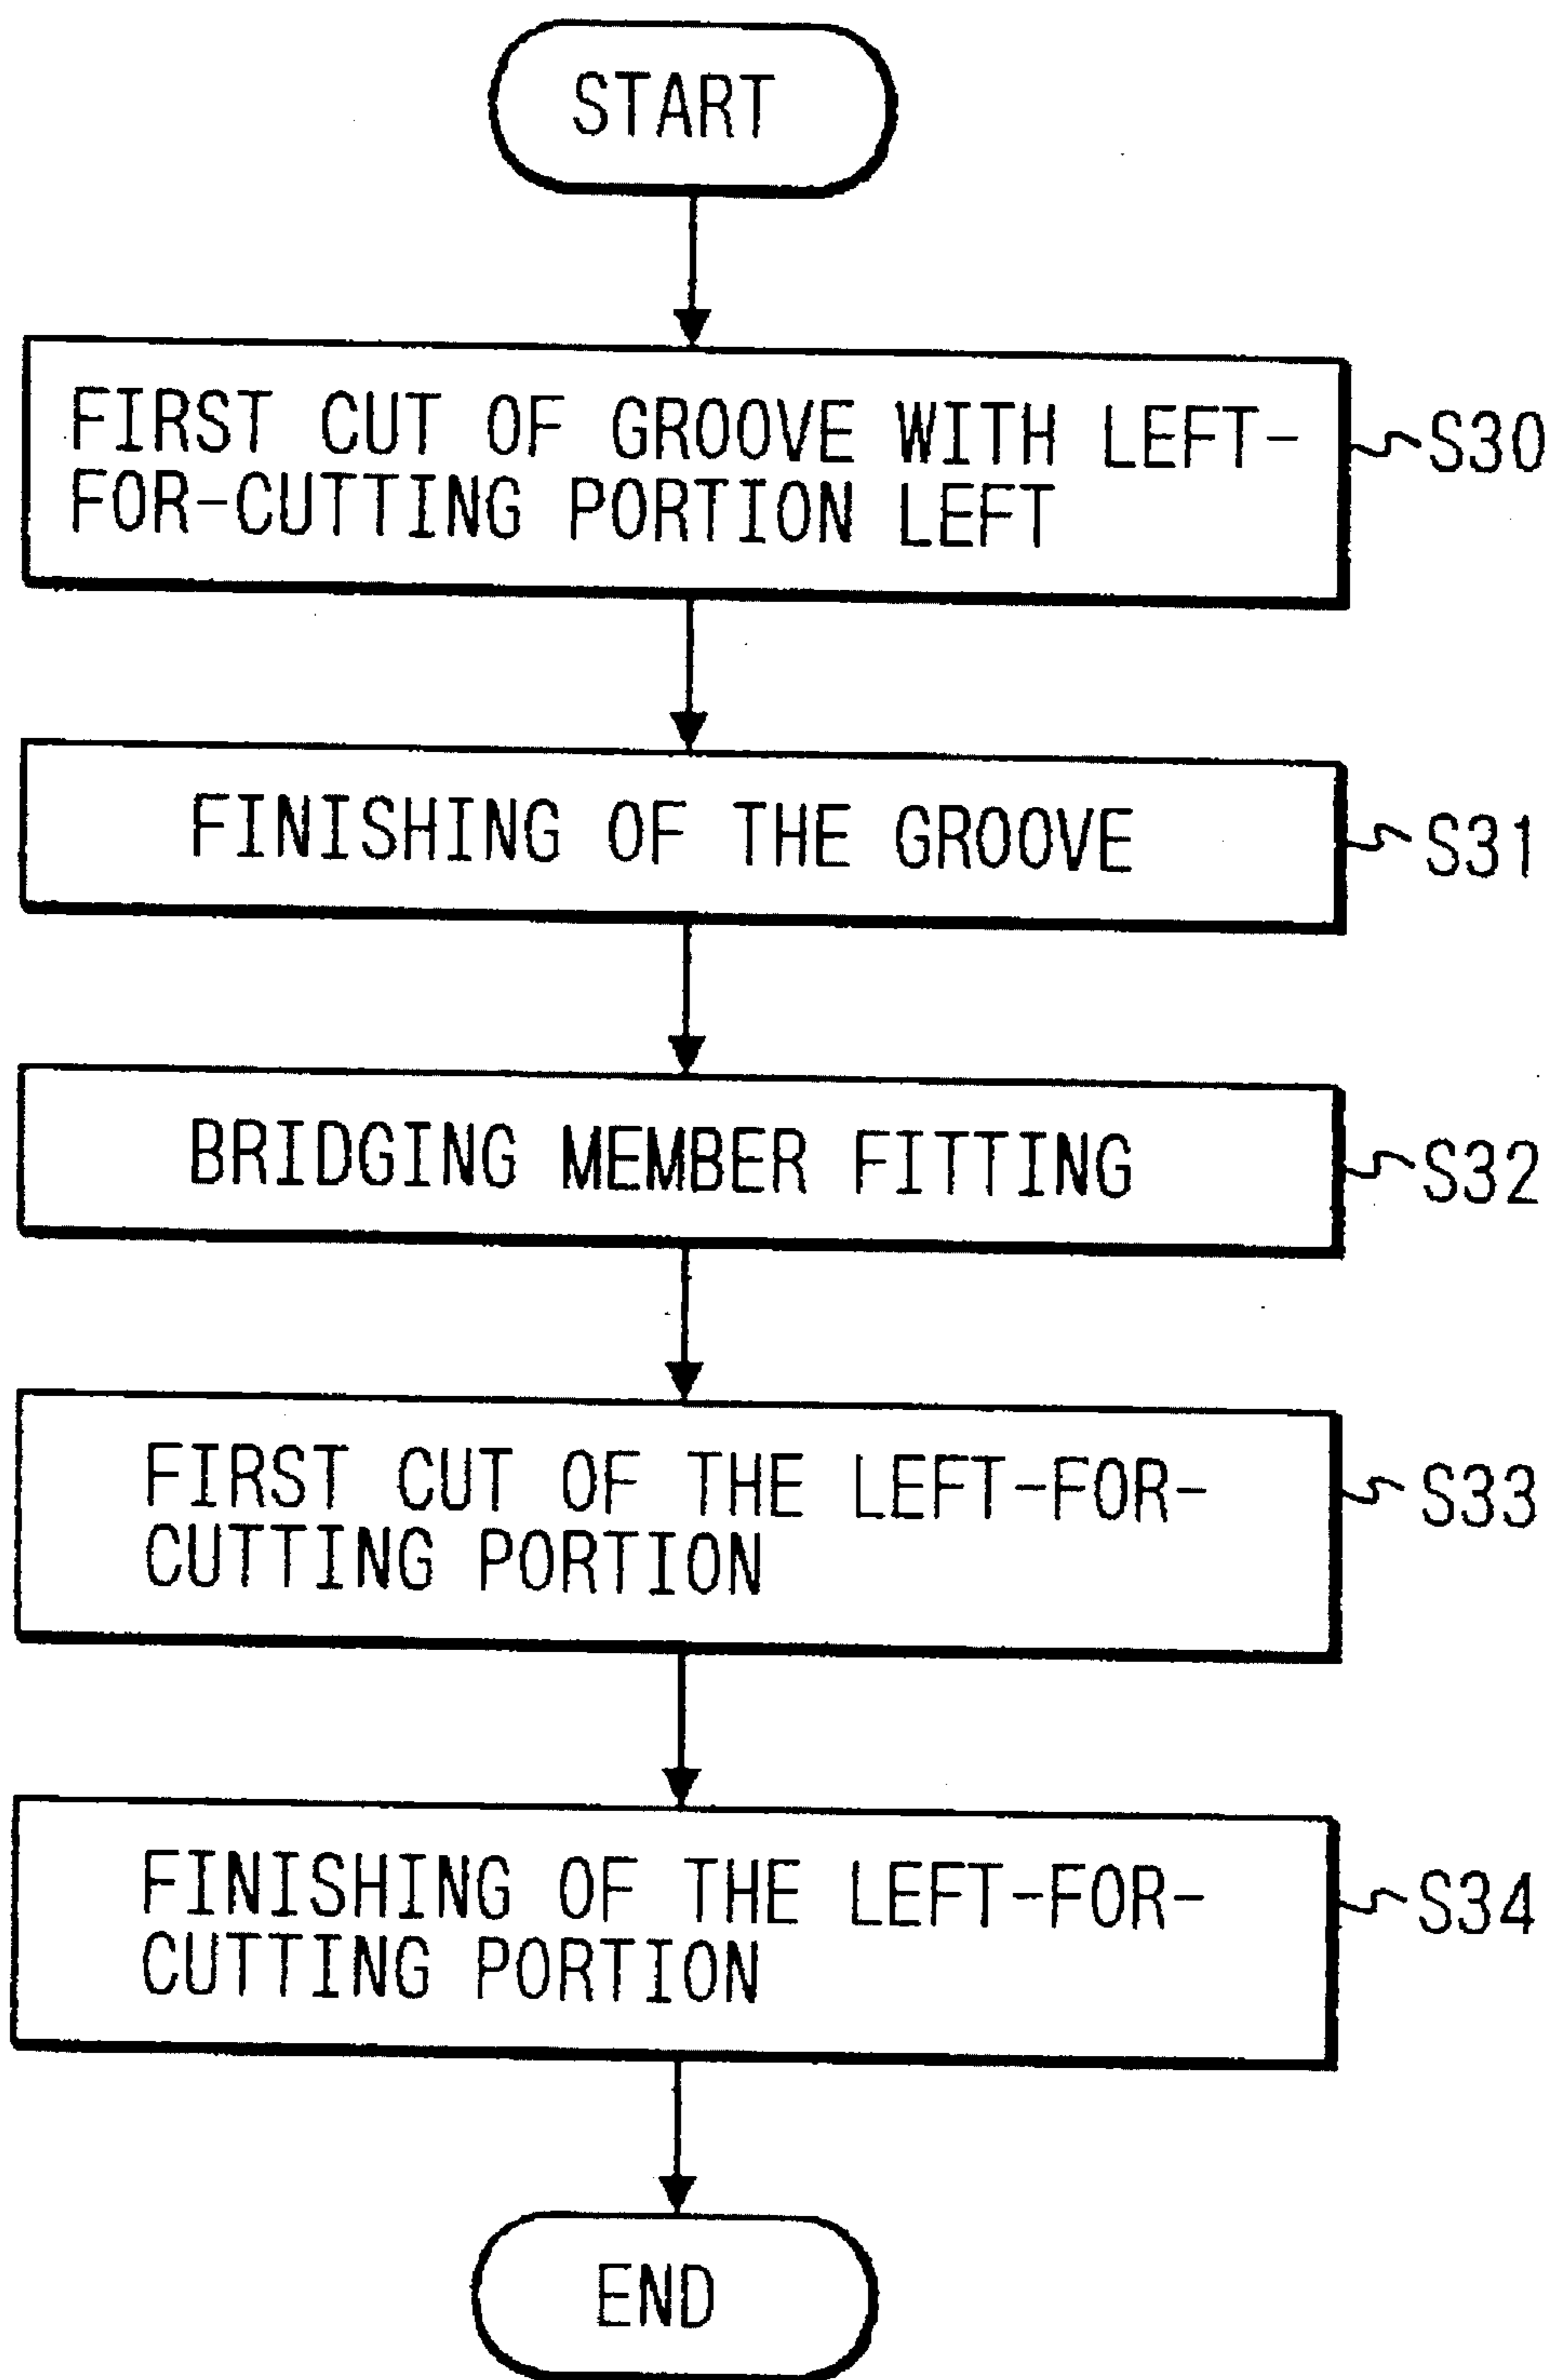 START
FIRST CUT OF GROOVE WITH LEFT-
FOR-CUTTING PORTION LEFT
S30
FINISHING OF THE GROOVE
S31
BRIDGING MEMBER FITTING
S32
FIRST CUT OF THE LEFT-FOR-
CUTTING PORTION
S33
FINISHING OF THE LEFT-FOR-
CUTTING PORTION
S34
END